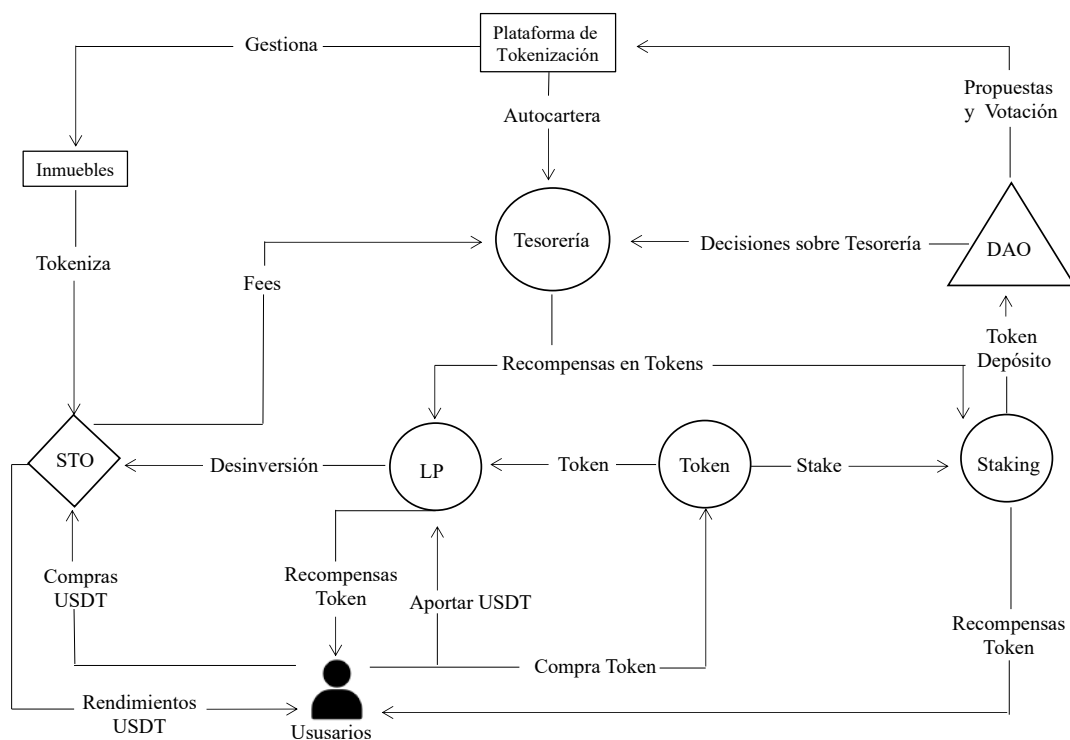 Plataforma de
Tokenización
Gestiona
Propuestas
y Votación
Autocartera
Inmuebles
Tesorería
Decisiones sobre Tesorería
DAO
Tokeniza
Fees
Token
Depósito
Recompensas en Tokens
STO
Desinversión
LP
Token
Token
Stake
Staking
Compras
USDT
Recompensas
Token
Aportar USDT
Recompensas
Token
Compra Token
Rendimientos
USDT
Ususarios